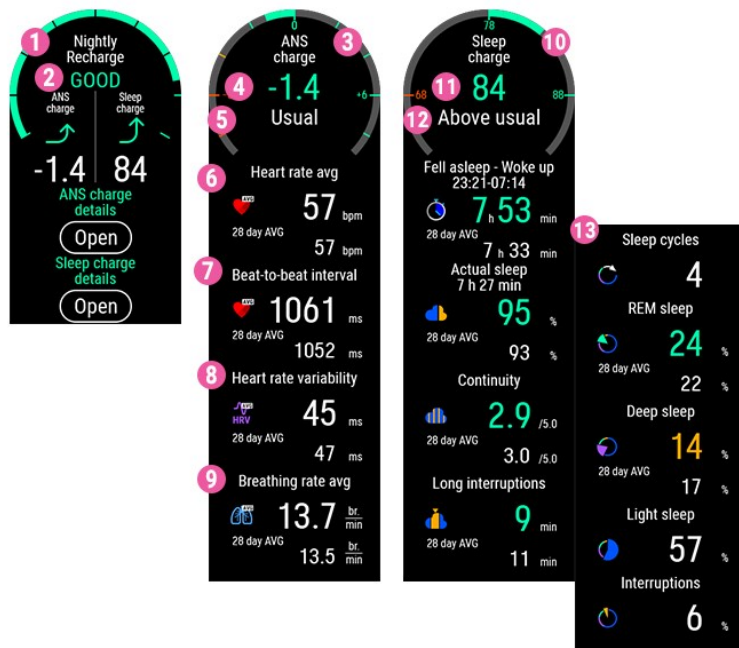 1
Nightly
Recharge
2
GOOD
ANS
charge
Sleep
charge
-1.4
84
ANS charge
details
Open
Sleep charge
details
Open
0
3
ANS
charge
4
-1.4
+6
5
Usual
6
Heart rate avg
AVG
57 bpm
28 day AVG
57 bpm
7
Beat-to-beat interval
AVG
1061 ms
28 day AVG
1052 ms
8
Heart rate variability
AVG
HRV
45 ms
28 day AVG
47 ms
9
Breathing rate avg
AVG
13.7 br./min
28 day AVG
13.5 br./min
78
10
Sleep
charge
11
84
68
88
12
Above usual
Fell asleep - Woke up
23:21-07:14
7 h 53 min
28 day AVG
7 h 33 min
Actual sleep
7 h 27 min
95 %
28 day AVG
93 %
Continuity
2.9 /5.0
28 day AVG
3.0 /5.0
Long interruptions
9 min
28 day AVG
11 min
13
Sleep cycles
4
REM sleep
24 %
28 day AVG
22 %
Deep sleep
14 %
28 day AVG
17 %
Light sleep
57 %
Interruptions
6 %